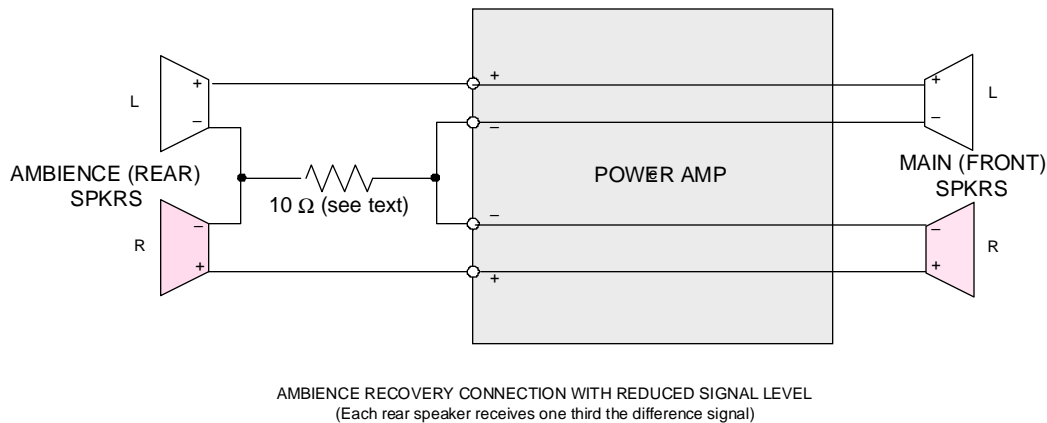 +
+
+
L
−
−
−
L
AMBIENCE (REAR)
SPKRS
10 Ω (see text)
POWER AMP
MAIN (FRONT)
SPKRS
−
−
−
R
+
+
+
R
AMBIENCE RECOVERY CONNECTION WITH REDUCED SIGNAL LEVEL
(Each rear speaker receives one third the difference signal)